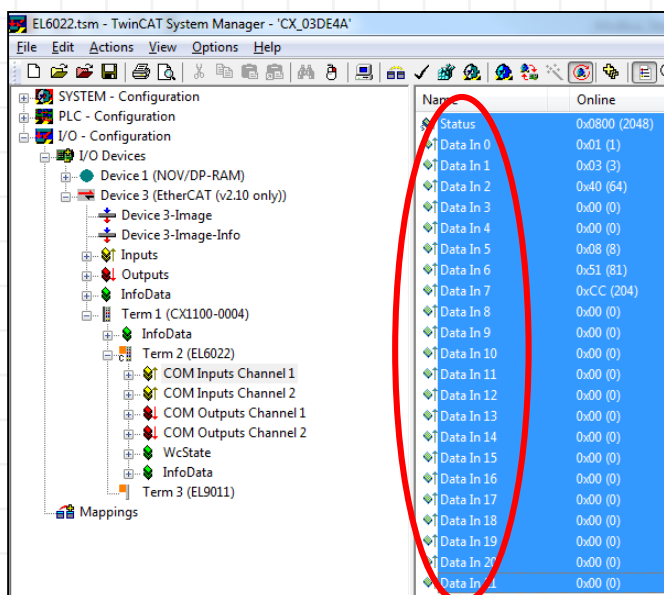 EL6022.tsm - TwinCAT System Manager - 'CX_03DE4A'
File Edit Actions View Options Help
SYSTEM - Configuration
PLC - Configuration
I/O - Configuration
I/O Devices
Device 1 (NOV/DP-RAM)
Device 3 (EtherCAT (v2.10 only))
Device 3-Image
Device 3-Image-Info
Inputs
Outputs
InfoData
Term 1 (CX1100-0004)
InfoData
Term 2 (EL6022)
COM Inputs Channel 1
COM Inputs Channel 2
COM Outputs Channel 1
COM Outputs Channel 2
WcState
InfoData
Term 3 (EL9011)
Mappings
Name Online
Status 0x0800 (2048)
Data In 0 0x01 (1)
Data In 1 0x03 (3)
Data In 2 0x40 (64)
Data In 3 0x00 (0)
Data In 4 0x00 (0)
Data In 5 0x08 (8)
Data In 6 0x51 (81)
Data In 7 0xCC (204)
Data In 8 0x00 (0)
Data In 9 0x00 (0)
Data In 10 0x00 (0)
Data In 11 0x00 (0)
Data In 12 0x00 (0)
Data In 13 0x00 (0)
Data In 14 0x00 (0)
Data In 15 0x00 (0)
Data In 16 0x00 (0)
Data In 17 0x00 (0)
Data In 18 0x00 (0)
Data In 19 0x00 (0)
Data In 20 0x00 (0)
Data In 21 0x00 (0)